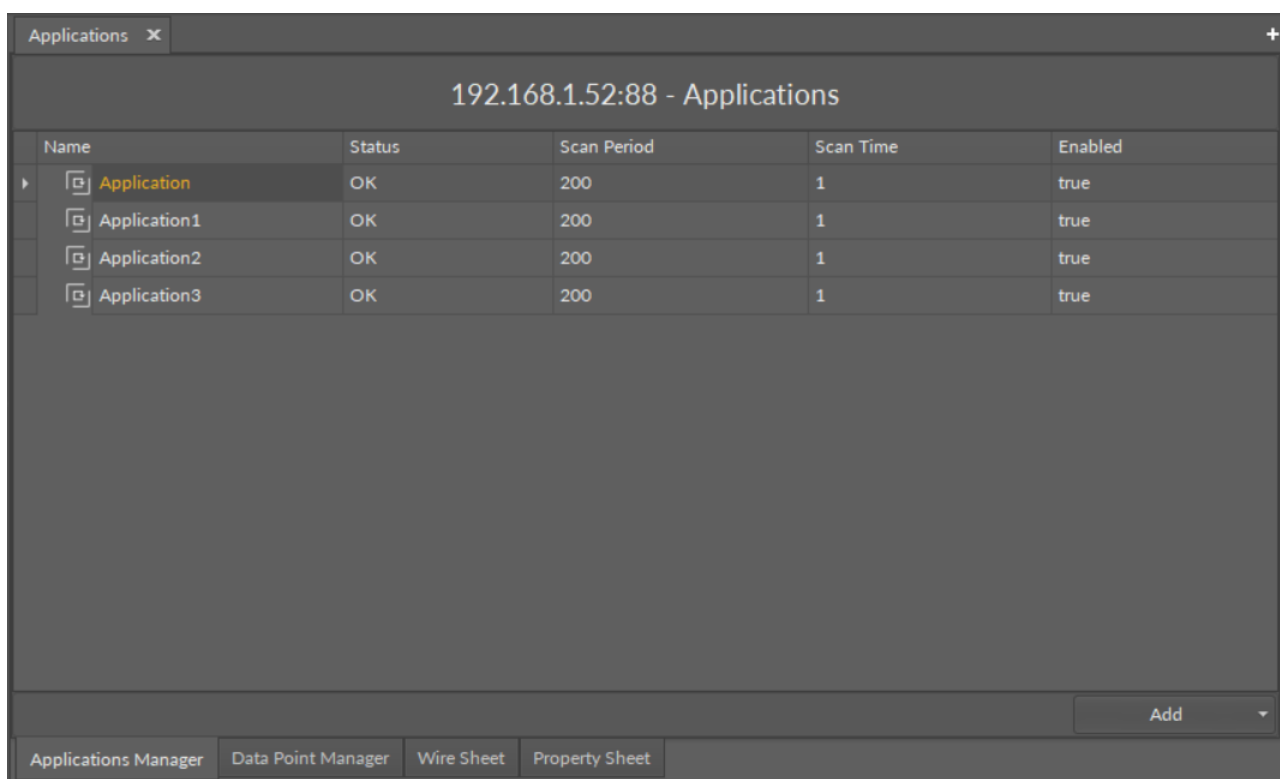 Applications
192.168.1.52:88 - Applications
Name Status Scan Period Scan Time Enabled
Application OK 200 1 true
Application1 OK 200 1 true
Application2 OK 200 1 true
Application3 OK 200 1 true
Add
Applications Manager Data Point Manager Wire Sheet Property Sheet